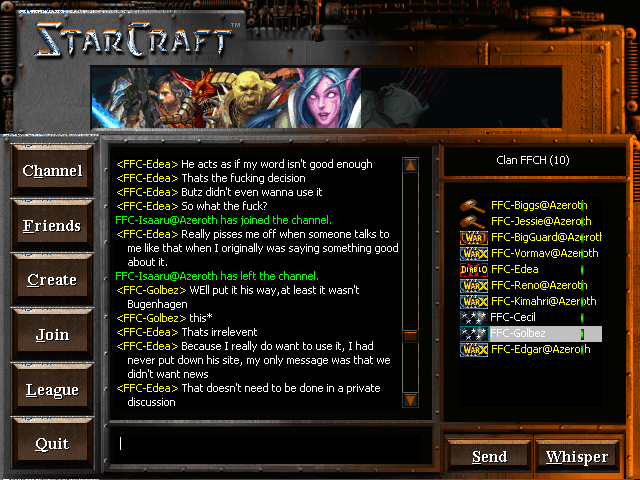 STARCRAFT™
Channel
Friends
Create
Join
League
Quit
<FFC-Edea> He acts as if my word isn't good enough
<FFC-Edea> Thats the fucking decision
<FFC-Edea> Butz didn't even wanna use it
<FFC-Edea> So what the fuck?
FFC-Isaaru@Azeroth has joined the channel.
<FFC-Edea> Really pisses me off when someone talks to
me like that when I originally was saying something good
about it.
FFC-Isaaru@Azeroth has left the channel.
<FFC-Golbez> WEll put it his way,at least it wasn't
Bugenhagen
<FFC-Golbez> this*
<FFC-Edea> Thats irrelevent
<FFC-Edea> Because I really do want to use it, I had
never put down his site, my only message was that we
didn't want news
<FFC-Edea> That doesn't need to be done in a private
discussion
Clan FFCH (10)
FFC-Biggs@Azeroth
FFC-Jessie@Azeroth
WAR FFC-BigGuard@Azeroth
WARX FFC-Vormav@Azeroth
DIABLO FFC-Edea
WARX FFC-Reno@Azeroth
WARX FFC-Kimahri@Azeroth
FFC-Cecil
FFC-Golbez
WARX FFC-Edgar@Azeroth
Send
Whisper